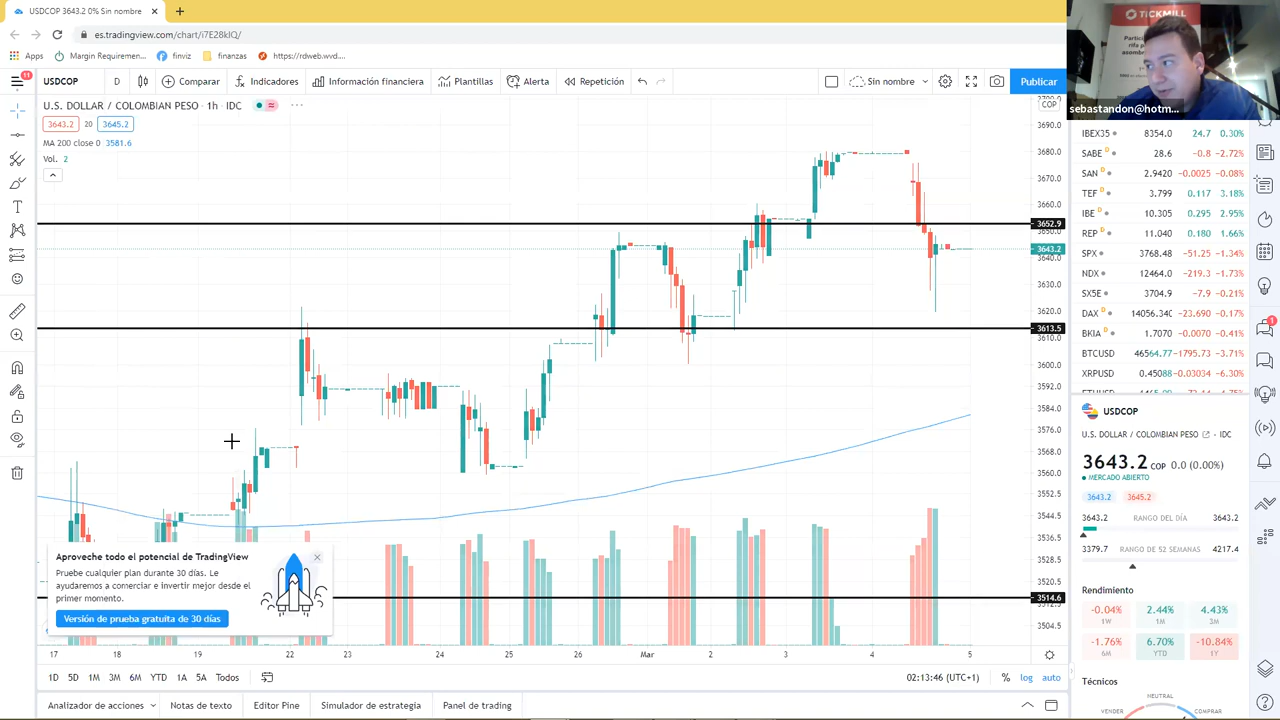 USDCOP 3643.2 0% Sin nombre
es.tradingview.com/chart/i7E28kIQ/
Apps Margin Requiremen... finviz finanzas https://rdweb.wvd...
11 USDCOP D Comparar Indicadores Información financiera Plantillas Alerta Repetición Sin nombre Publicar
TICKMILL
sebastandon@hotm...
U.S. DOLLAR / COLOMBIAN PESO · 1h · IDC
3643.2 20 3645.2
MA 200 close 0 3581.6
Vol. 2
COP
3690.0
3680.0
3670.0
3660.0
3652.9
3643.2
3640.0
3630.0
3620.0
3613.5
3610.0
3600.0
3592.0
3584.0
3576.0
3568.0
3560.0
3552.5
3544.5
3536.5
3528.5
3520.5
3514.6
3504.5
Aproveche todo el potencial de TradingView
Pruebe cualquier plan durante 30 días. Le
ayudaremos a comerciar e invertir mejor desde el
primer momento.
Versión de prueba gratuita de 30 días
17 18 19 22 23 25 26 Mar 2 3 4 5
1D 5D 1M 3M 6M YTD 1A 5A Todos 02:13:46 (UTC+1) % log auto
Analizador de acciones Notas de texto Editor Pine Simulador de estrategia Panel de trading
IBEX35 8354.0 24.7 0.30%
SABE D 28.6 -0.8 -2.72%
SAN D 2.9420 -0.0025 -0.08%
TEF D 3.799 0.117 3.18%
IBE D 10.305 0.295 2.95%
REP D 11.040 0.180 1.66%
SPX 3768.48 -51.25 -1.34%
NDX 12464.0 -219.3 -1.73%
SX5E 3704.9 -7.9 -0.21%
DAX D 14056.340 -23.690 -0.17%
BKIA D 1.7070 -0.0070 -0.41%
BTCUSD 46564.77 -1795.73 -3.71%
XRPUSD 0.45088 -0.03034 -6.30%
USDCOP
U.S. DOLLAR / COLOMBIAN PESO · IDC
3643.2 COP 0.0 (0.00%)
MERCADO ABIERTO
3643.2 3645.2
3643.2 RANGO DEL DÍA 3643.2
3379.7 RANGO DE 52 SEMANAS 4217.4
Rendimiento
-0.04% 2.44% 4.43%
1W 1M 3M
-1.76% 6.70% -10.84%
6M YTD 1Y
Técnicos
NEUTRAL
VENDER COMPRAR
1